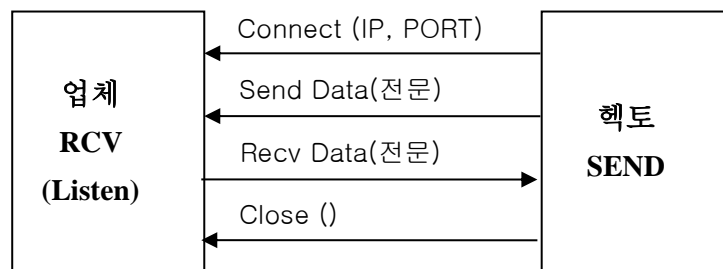 Connect (IP, PORT)
Send Data(전문)
Recv Data(전문)
Close ()
업체
RCV
(Listen)
헥토
SEND